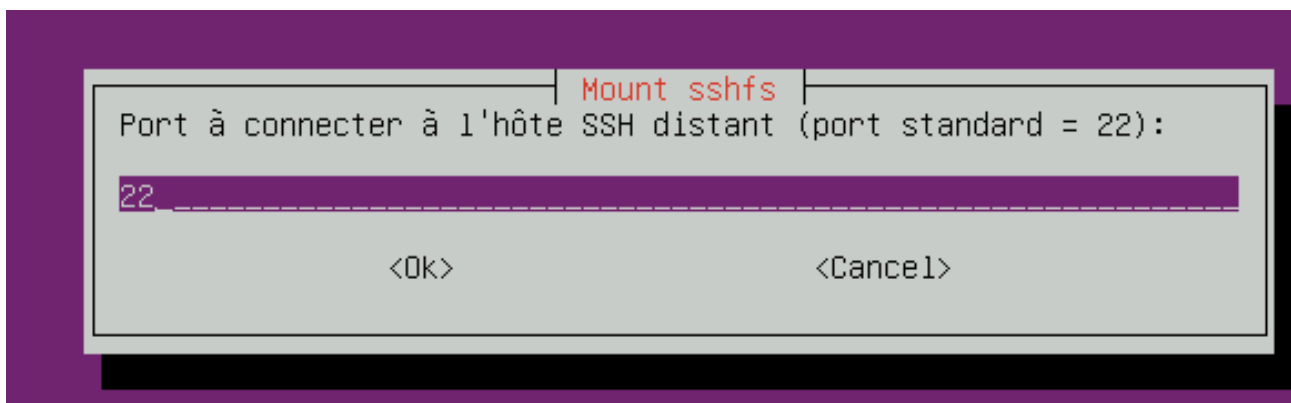 Mount sshfs
Port à connecter à l'hôte SSH distant (port standard = 22):
22
<Ok> <Cancel>